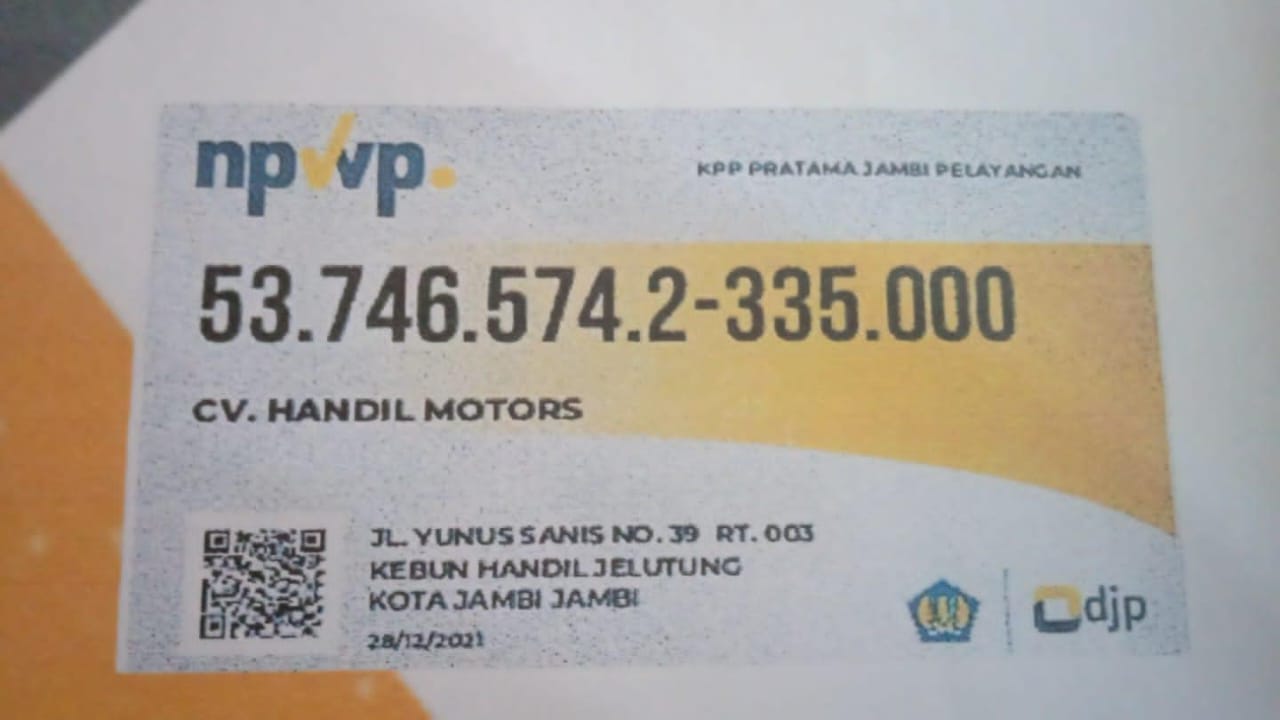 npwp.
KPP PRATAMA JAMBI PELAYANGAN
53.746.574.2-335.000
CV. HANDIL MOTORS
JL. YUNUS SANIS NO. 39 RT. 003
KEBUN HANDIL JELUTUNG
KOTA JAMBI JAMBI
28/12/2021
djp